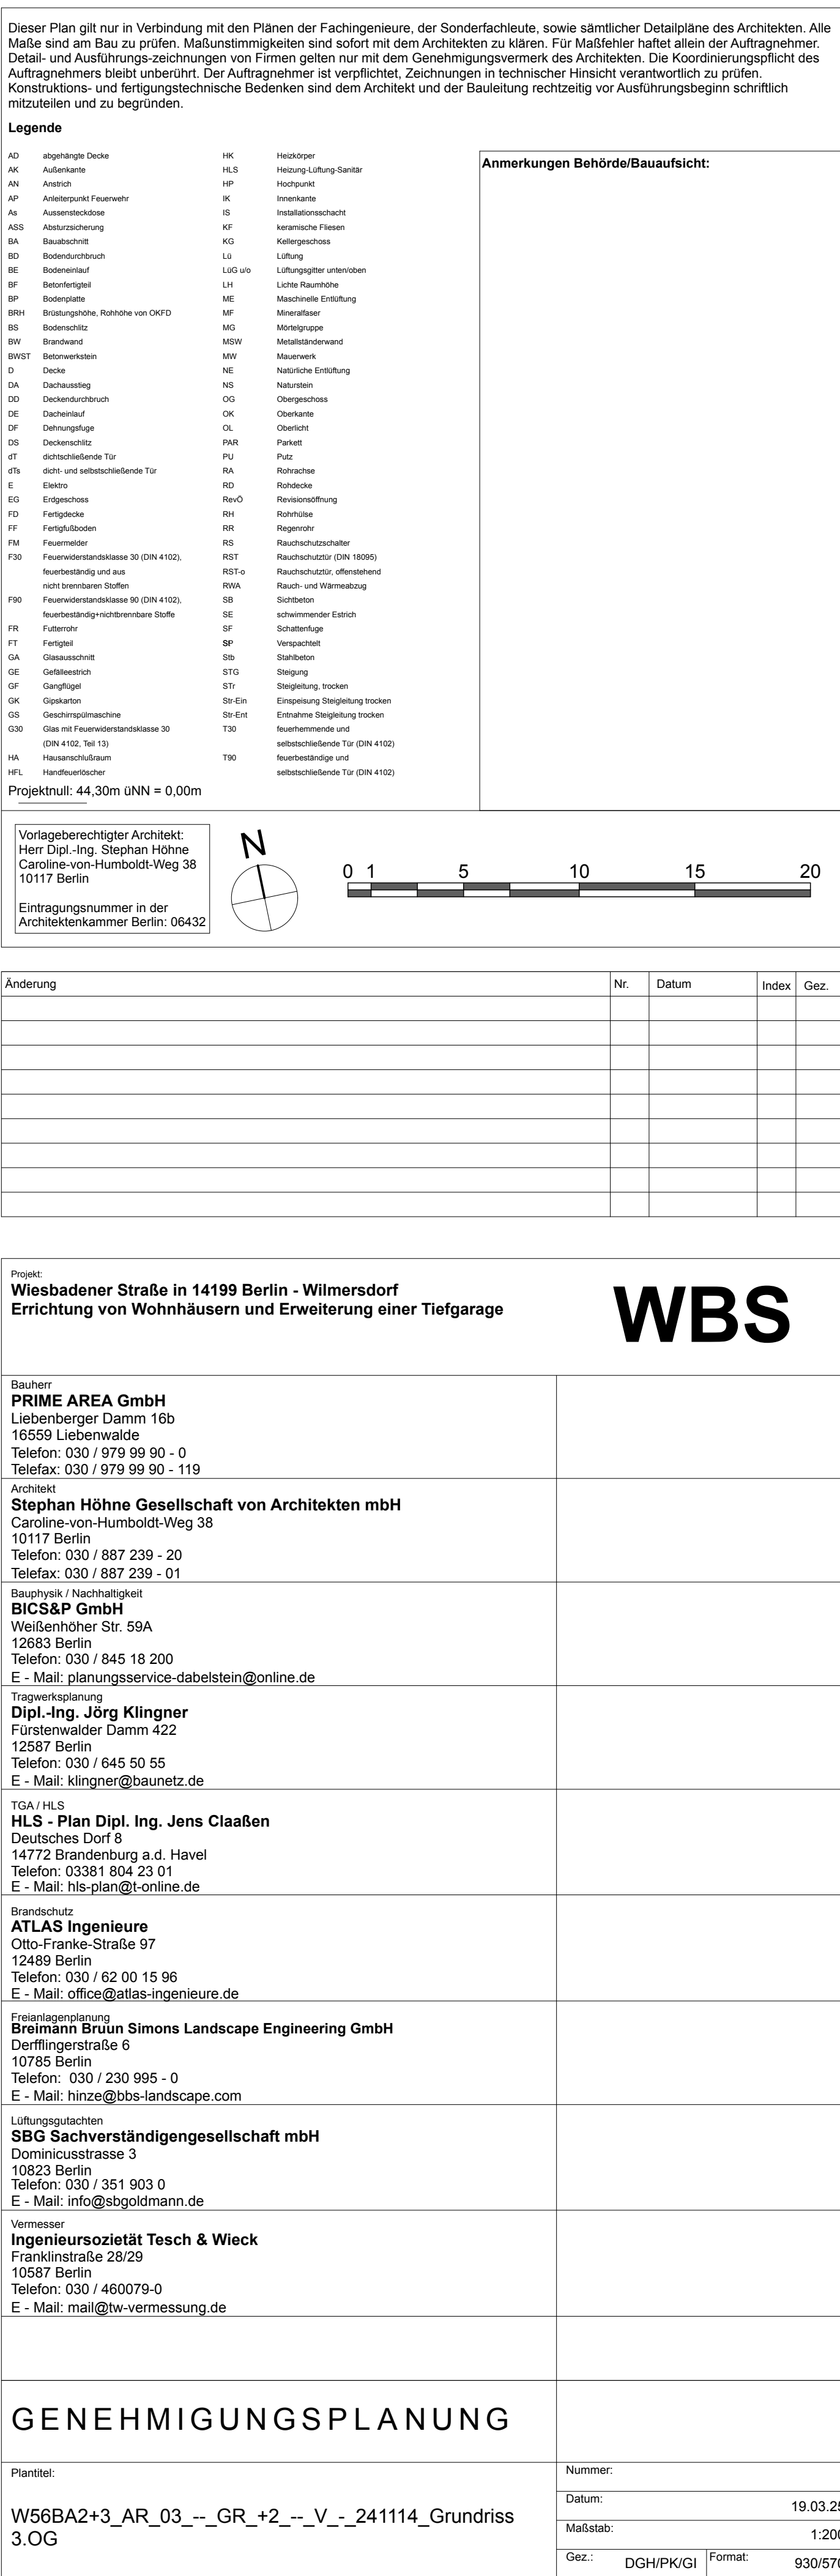 Dieser Plan gilt nur in Verbindung mit den Plänen der Fachingenieure, der Sonderfachleute, sowie sämtlicher Detailpläne des Architekten. Alle
Maße sind am Bau zu prüfen. Maßunstimmigkeiten sind sofort mit dem Architekten zu klären. Für Maßfehler haftet allein der Auftragnehmer.
Detail- und Ausführungs-zeichnungen von Firmen gelten nur mit dem Genehmigungsvermerk des Architekten. Die Koordinierungspflicht des
Auftragnehmers bleibt unberührt. Der Auftragnehmer ist verpflichtet, Zeichnungen in technischer Hinsicht verantwortlich zu prüfen.
Konstruktions- und fertigungstechnische Bedenken sind dem Architekt und der Bauleitung rechtzeitig vor Ausführungsbeginn schriftlich
mitzuteilen und zu begründen.
Legende
AD abgehängte Decke
AK Außenkante
AN Anstrich
AP Anleiterpunkt Feuerwehr
As Aussensteckdose
ASS Absturzsicherung
BA Bauabschnitt
BD Bodendurchbruch
BE Bodeneinlauf
BF Betonfertigteil
BP Bodenplatte
BRH Brüstungshöhe, Rohhöhe von OKFD
BS Bodenschlitz
BW Brandwand
BWST Betonwerkstein
D Decke
DA Dachausstieg
DD Deckendurchbruch
DE Dacheinlauf
DF Dehnungsfuge
DS Deckenschlitz
dT dichtschließende Tür
dTs dicht- und selbstschließende Tür
E Elektro
EG Erdgeschoss
FD Fertigdecke
FF Fertigfußboden
FM Feuermelder
F30 Feuerwiderstandsklasse 30 (DIN 4102),
feuerbeständig und aus
nicht brennbaren Stoffen
F90 Feuerwiderstandsklasse 90 (DIN 4102),
feuerbeständig+nichtbrennbare Stoffe
FR Futterrohr
FT Fertigteil
GA Glasausschnitt
GE Gefälleestrich
GF Gangflügel
GK Gipskarton
GS Geschirrspülmaschine
G30 Glas mit Feuerwiderstandsklasse 30
(DIN 4102, Teil 13)
HA Hausanschlußraum
HFL Handfeuerlöscher
HK Heizkörper
HLS Heizung-Lüftung-Sanitär
HP Hochpunkt
IK Innenkante
IS Installationsschacht
KF keramische Fliesen
KG Kellergeschoss
Lü Lüftung
LüG u/o Lüftungsgitter unten/oben
LH Lichte Raumhöhe
ME Maschinelle Entlüftung
MF Mineralfaser
MG Mörtelgruppe
MSW Metallständerwand
MW Mauerwerk
NE Natürliche Entlüftung
NS Naturstein
OG Obergeschoss
OK Oberkante
OL Oberlicht
PAR Parkett
PU Putz
RA Rohrachse
RD Rohdecke
RevÖ Revisionsöffnung
RH Rohrhülse
RR Regenrohr
RS Rauchschutzschalter
RST Rauchschutztür (DIN 18095)
RST-o Rauchschutztür, offenstehend
RWA Rauch- und Wärmeabzug
SB Sichtbeton
SE schwimmender Estrich
SF Schattenfuge
SP Verspachtelt
Stb Stahlbeton
STG Steigung
STr Steigleitung, trocken
Str-Ein Einspeisung Steigleitung trocken
Str-Ent Entnahme Steigleitung trocken
T30 feuerhemmende und
selbstschließende Tür (DIN 4102)
T90 feuerbeständige und
selbstschließende Tür (DIN 4102)
Anmerkungen Behörde/Bauaufsicht:
Projektnull: 44,30m üNN = 0,00m
Vorlageberechtigter Architekt:
Herr Dipl.-Ing. Stephan Höhne
Caroline-von-Humboldt-Weg 38
10117 Berlin
Eintragungsnummer in der
Architektenkammer Berlin: 06432
N
0 1 5 10 15 20
Änderung Nr. Datum Index Gez.
Projekt:
Wiesbadener Straße in 14199 Berlin - Wilmersdorf
Errichtung von Wohnhäusern und Erweiterung einer Tiefgarage
WBS
Bauherr
PRIME AREA GmbH
Liebenberger Damm 16b
16559 Liebenwalde
Telefon: 030 / 979 99 90 - 0
Telefax: 030 / 979 99 90 - 119
Architekt
Stephan Höhne Gesellschaft von Architekten mbH
Caroline-von-Humboldt-Weg 38
10117 Berlin
Telefon: 030 / 887 239 - 20
Telefax: 030 / 887 239 - 01
Bauphysik / Nachhaltigkeit
BICS&P GmbH
Weißenhöher Str. 59A
12683 Berlin
Telefon: 030 / 845 18 200
E - Mail: planungsservice-dabelstein@online.de
Tragwerksplanung
Dipl.-Ing. Jörg Klingner
Fürstenwalder Damm 422
12587 Berlin
Telefon: 030 / 645 50 55
E - Mail: klingner@baunetz.de
TGA / HLS
HLS - Plan Dipl. Ing. Jens Claaßen
Deutsches Dorf 8
14772 Brandenburg a.d. Havel
Telefon: 03381 804 23 01
E - Mail: hls-plan@t-online.de
Brandschutz
ATLAS Ingenieure
Otto-Franke-Straße 97
12489 Berlin
Telefon: 030 / 62 00 15 96
E - Mail: office@atlas-ingenieure.de
Freianlagenplanung
Breimann Bruun Simons Landscape Engineering GmbH
Derfflingerstraße 6
10785 Berlin
Telefon: 030 / 230 995 - 0
E - Mail: hinze@bbs-landscape.com
Lüftungsgutachten
SBG Sachverständigengesellschaft mbH
Dominicusstrasse 3
10823 Berlin
Telefon: 030 / 351 903 0
E - Mail: info@sbgoldmann.de
Vermesser
Ingenieursozietät Tesch & Wieck
Franklinstraße 28/29
10587 Berlin
Telefon: 030 / 460079-0
E - Mail: mail@tw-vermessung.de
GENEHMIGUNGSPLANUNG
Plantitel:
W56BA2+3_AR_03_--_GR_+2_--_V_-_241114_Grundriss
3.OG
Nummer:
Datum: 19.03.25
Maßstab: 1:200
Gez.: DGH/PK/GI Format: 930/570